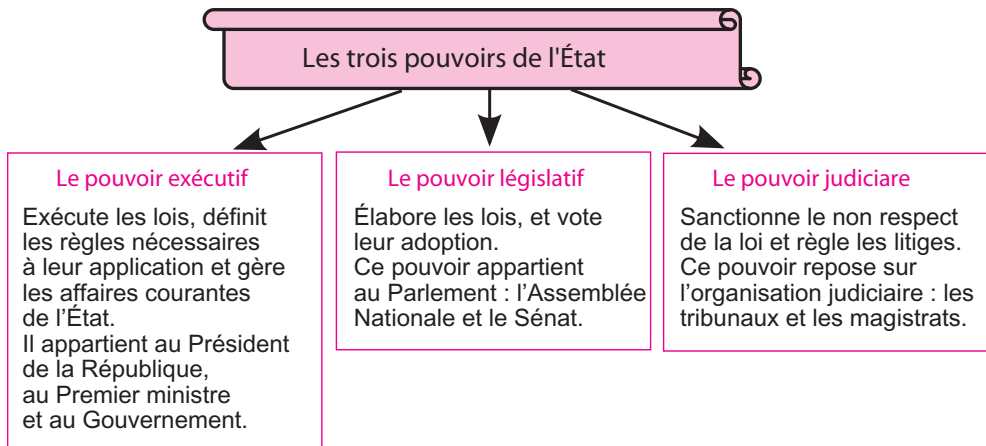 Les trois pouvoirs de l'État
Le pouvoir exécutif
Exécute les lois, définit
les règles nécessaires
à leur application et gère
les affaires courantes
de l’État.
Il appartient au Président
de la République,
au Premier ministre
et au Gouvernement.
Le pouvoir législatif
Élabore les lois, et vote
leur adoption.
Ce pouvoir appartient
au Parlement : l’Assemblée
Nationale et le Sénat.
Le pouvoir judiciare
Sanctionne le non respect
de la loi et règle les litiges.
Ce pouvoir repose sur
l’organisation judiciaire : les
tribunaux et les magistrats.